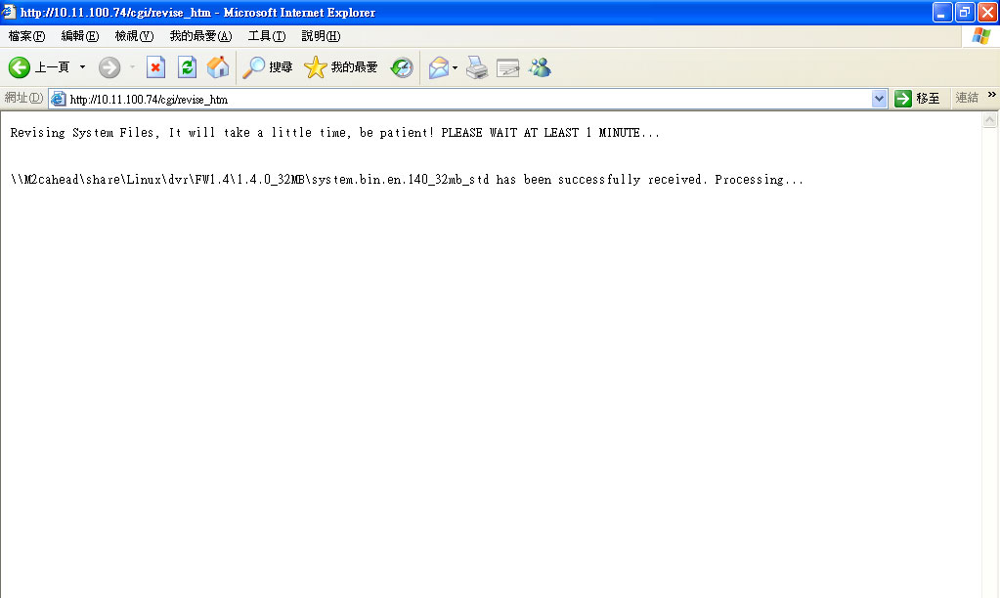 http://10.11.100.74/cgi/revise_htm - Microsoft Internet Explorer
檔案(F) 編輯(E) 檢視(V) 我的最愛(A) 工具(T) 說明(H)
上一頁 搜尋 我的最愛
網址(D) http://10.11.100.74/cgi/revise_htm 移至 連結 »
Revising System Files, It will take a little time, be patient! PLEASE WAIT AT LEAST 1 MINUTE...
\\M2cahead\share\Linux\dvr\FW1.4\1.4.0_32MB\system.bin.en.140_32mb_std has been successfully received. Processing...